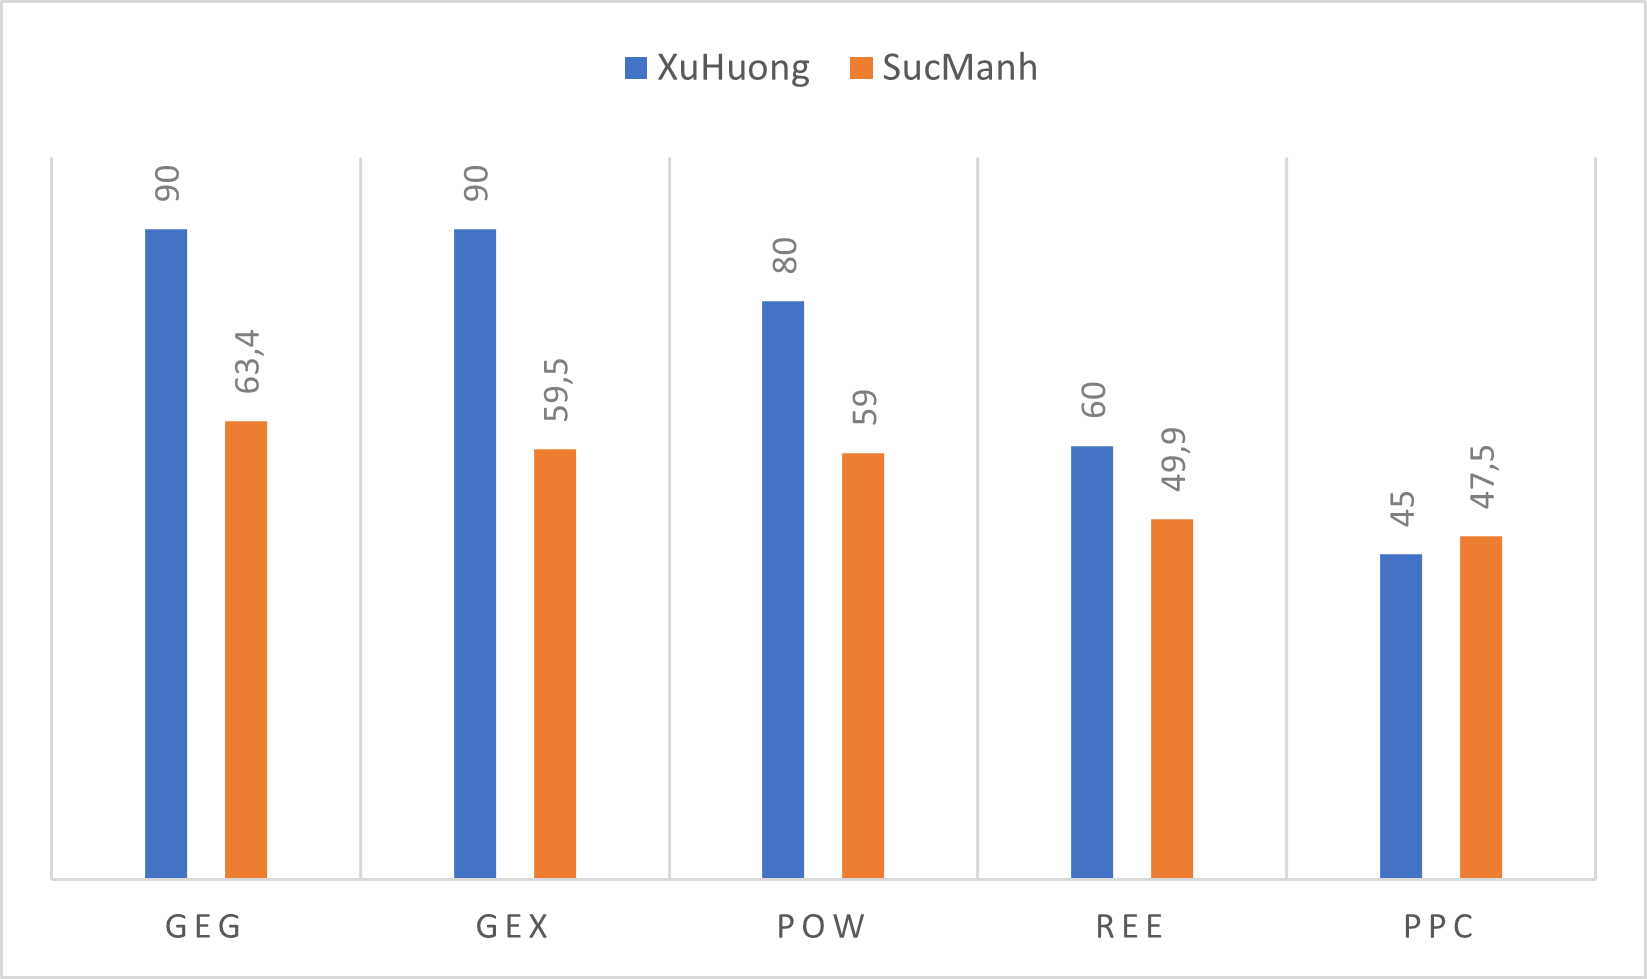 XuHuong SucManh
90 63,4 90 59,5 80 59 60 49,9 45 47,5
GEG GEX POW REE PPC